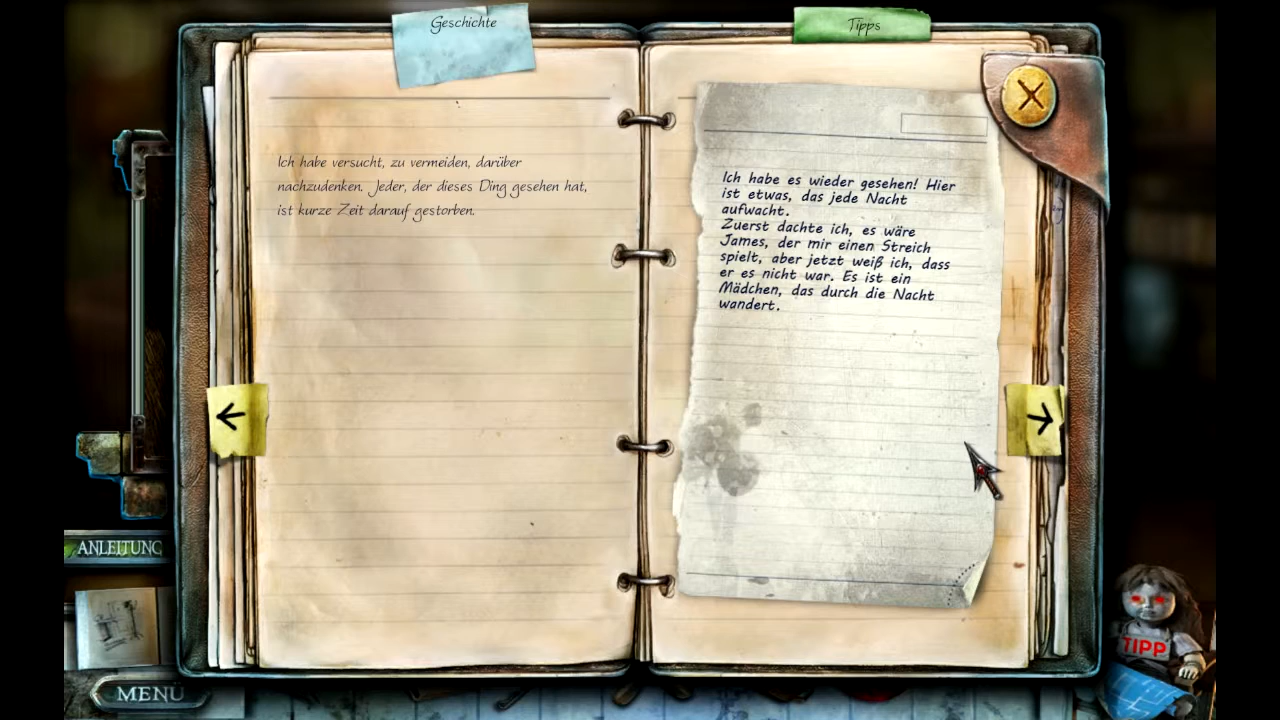 Geschichte
Tipps
Ich habe versucht, zu vermeiden, darüber
nachzudenken. Jeder, der dieses Ding gesehen hat,
ist kurze Zeit darauf gestorben.
Ich habe es wieder gesehen! Hier
ist etwas, das jede Nacht
aufwacht.
Zuerst dachte ich, es wäre
James, der mir einen Streich
spielt, aber jetzt weiß ich, dass
er es nicht war. Es ist ein
Mädchen, das durch die Nacht
wandert.
ANLEITUNG
TIPP
MENÜ